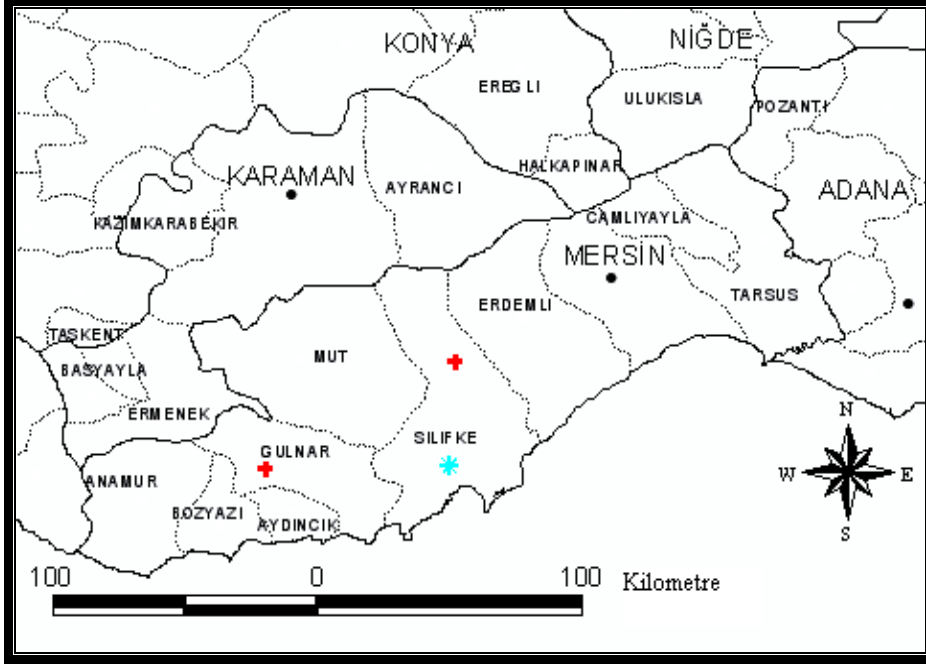 KONYA
NİĞDE
EREGLI
ULUKISLA
POZANTI
HALKAPINAR
KARAMAN
AYRANCI
ADANA
CAMLIYAYLA
KAZIMKARABEKIR
MERSİN
TARSUS
ERDEMLI
TASKENT
MUT
BASYAYLA
ERMENEK
N
SILIFKE
GULNAR
W
E
ANAMUR
BOZYAZI
AYDINCIK
S
100 0 100 Kilometre